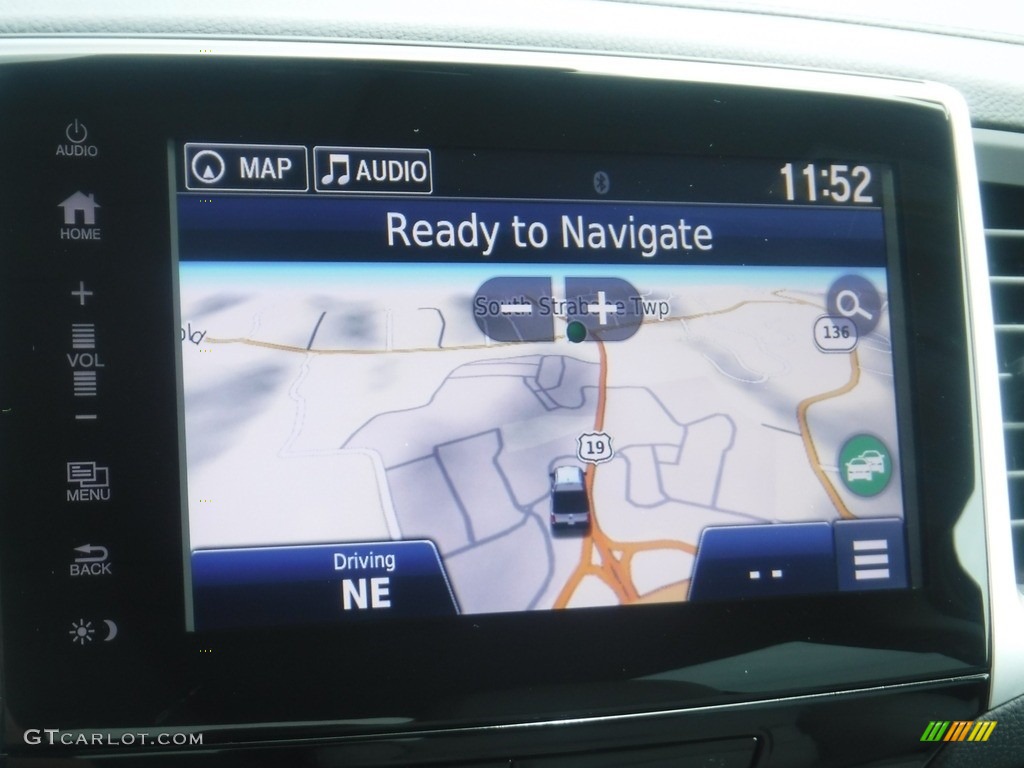 AUDIO
HOME
VOL
MENU
BACK
MAP
AUDIO
11:52
Ready to Navigate
South Strabane Twp
136
19
Driving
NE
--
GTCARLOT.COM